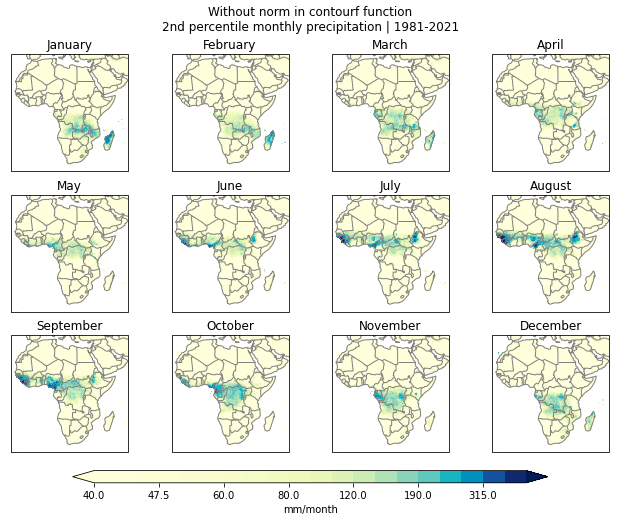 Without norm in contourf function
2nd percentile monthly precipitation | 1981-2021
January February March April
May June July August
September October November December
40.0 47.5 60.0 80.0 120.0 190.0 315.0
mm/month